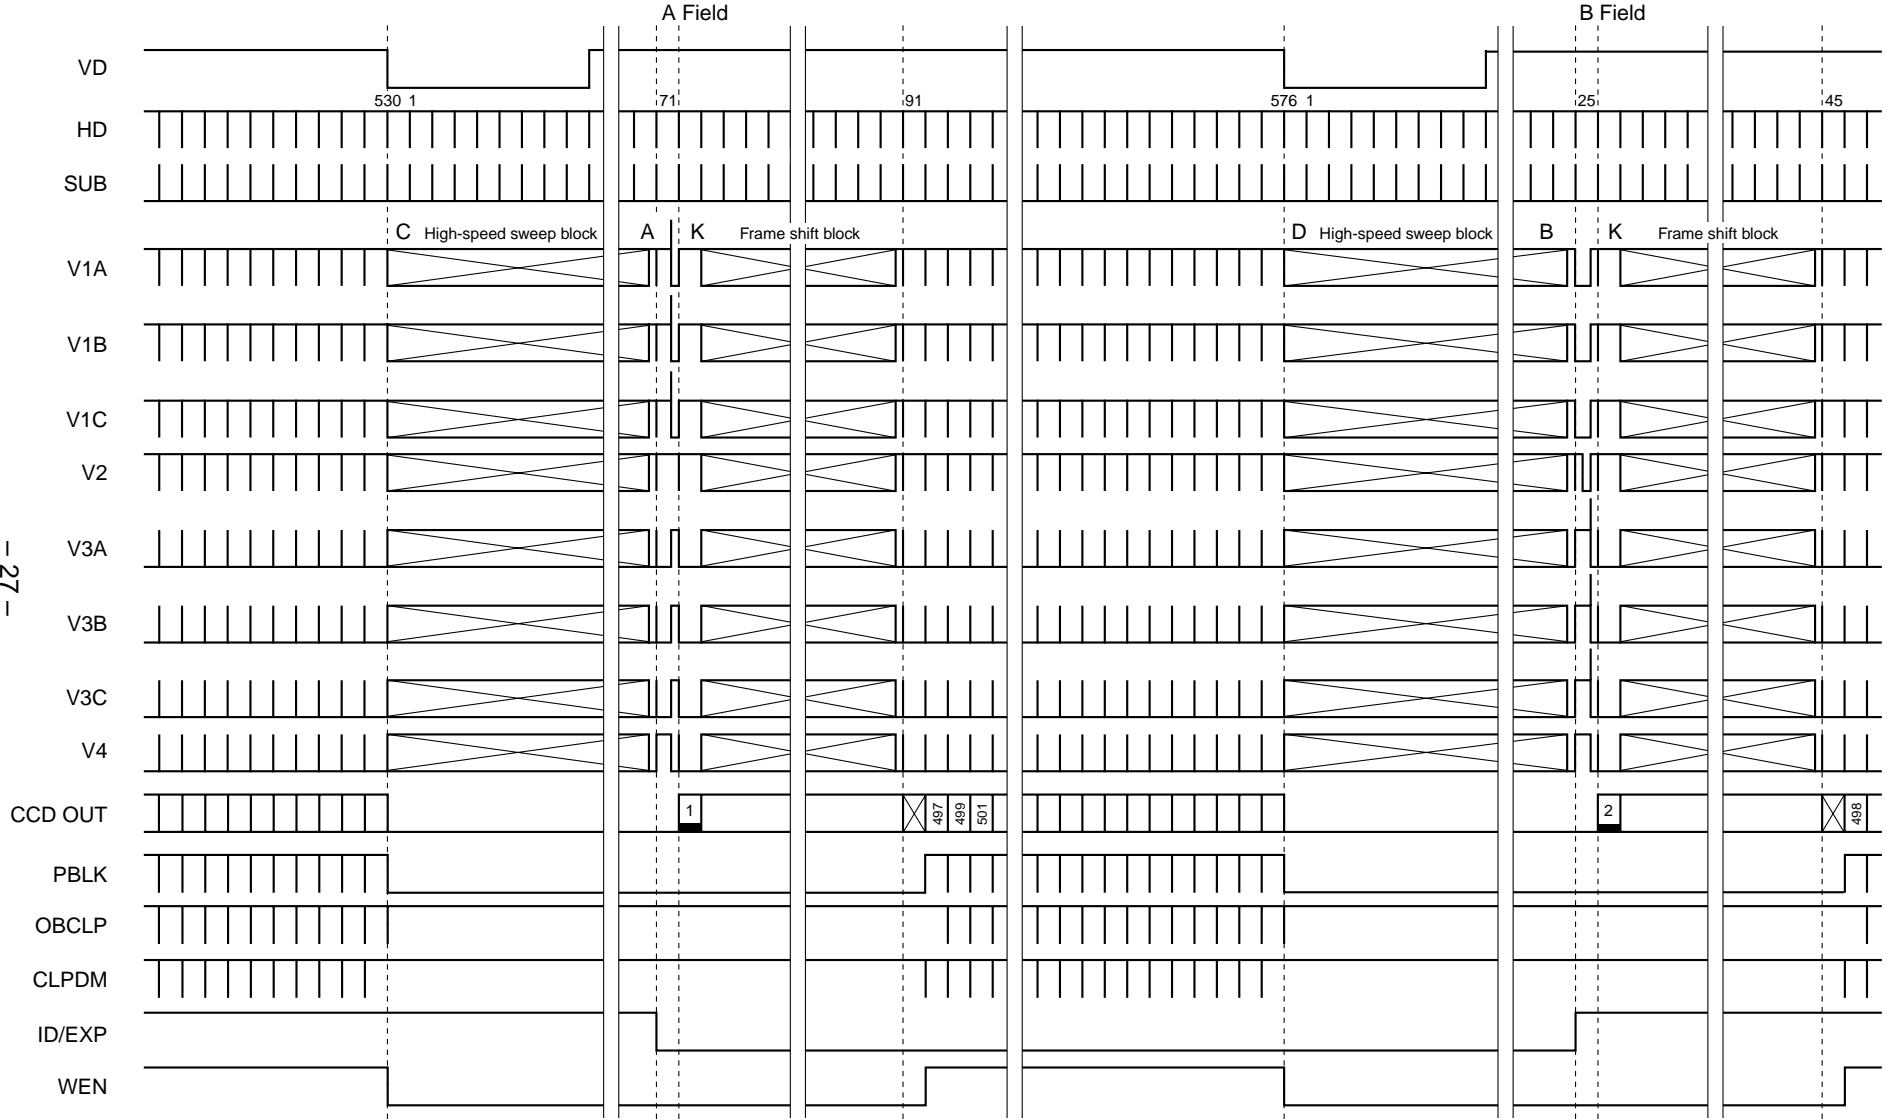 A Field B Field
VD
530 1 71 91 576 1 25 45
HD
SUB
C High-speed sweep block A K Frame shift block D High-speed sweep block B K Frame shift block
V1A
V1B
V1C
V2
V3A
– 27 –
V3B
V3C
V4
CCD OUT 1 497 499 501 2 498
PBLK
OBCLP
CLPDM
ID/EXP
WEN